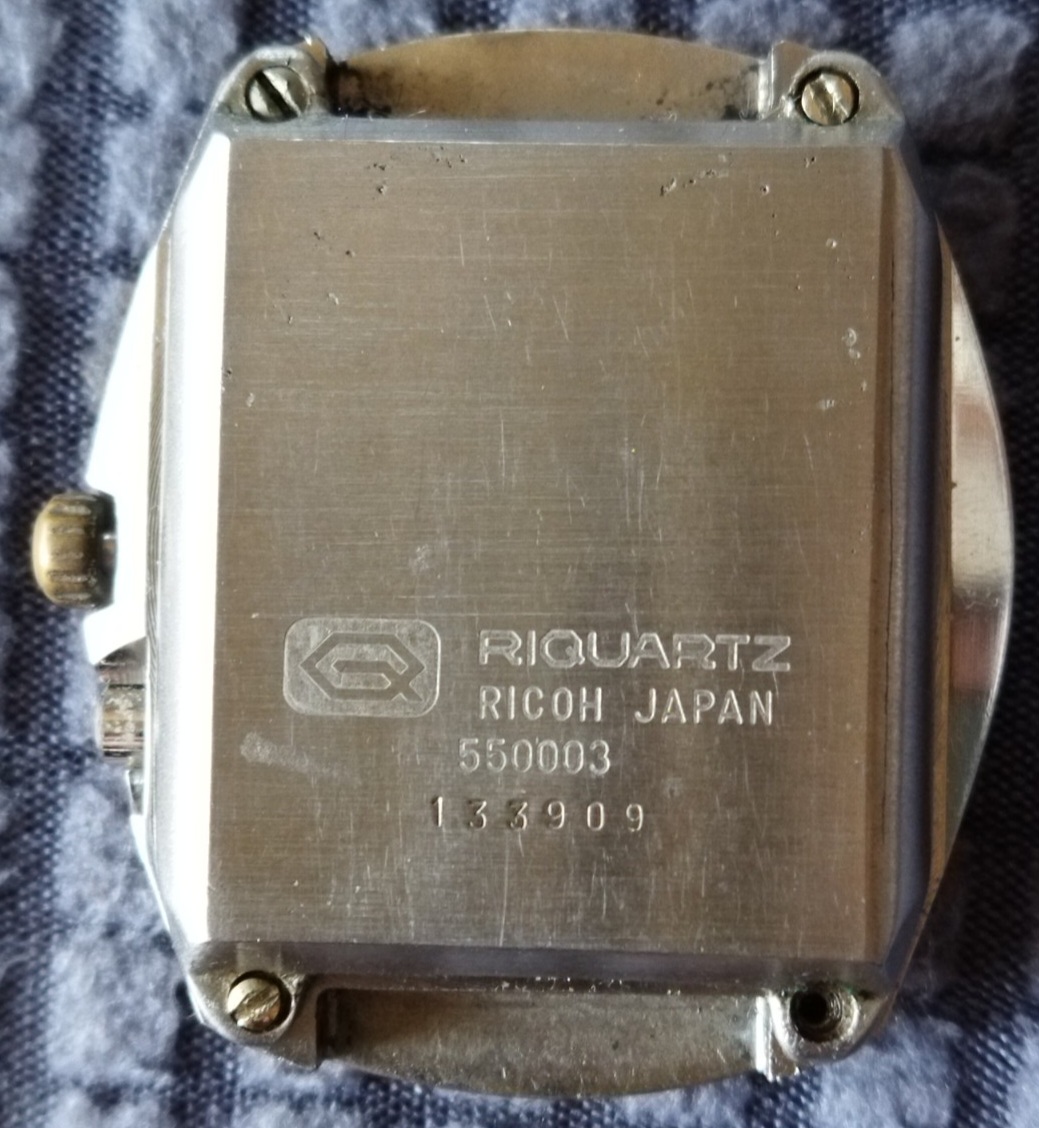 RIQUARTZ
RICOH JAPAN
550003
133909